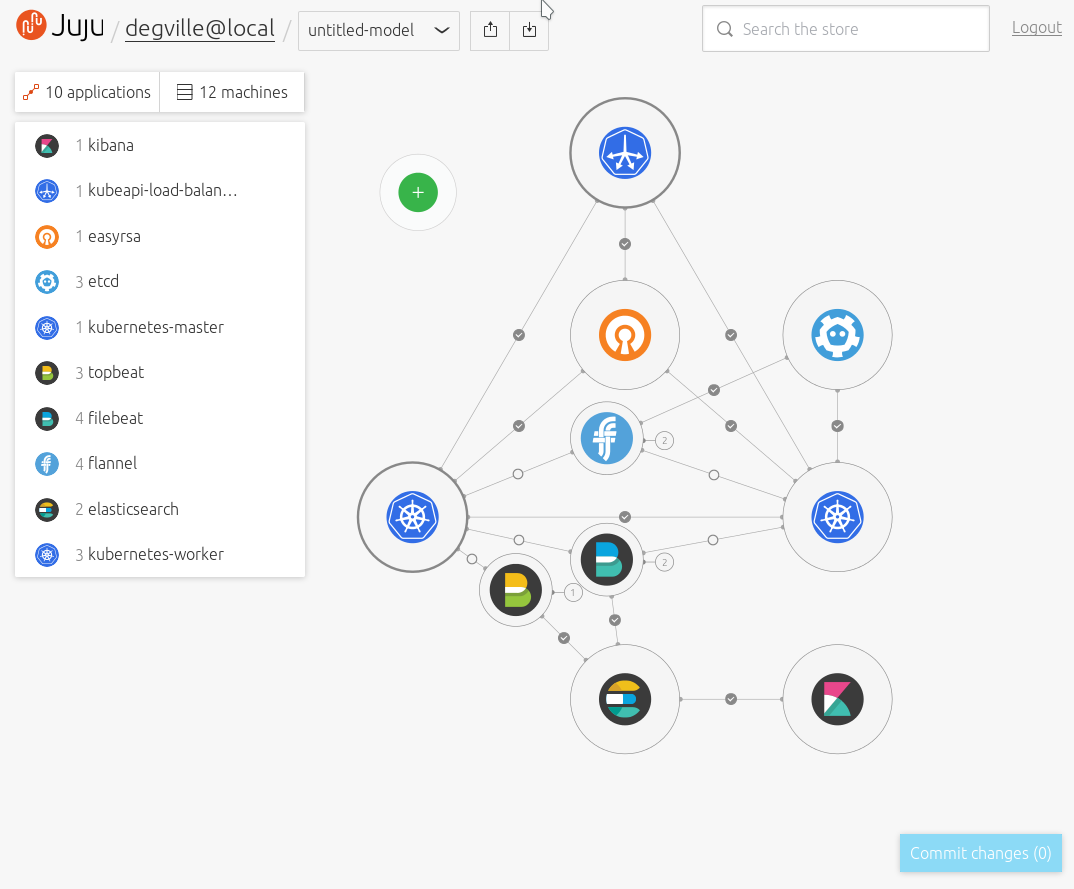 Juju / degville@local / untitled-model
Search the store
Logout
10 applications
12 machines
1 kibana
1 kubeapi-load-balan…
1 easyrsa
3 etcd
1 kubernetes-master
3 topbeat
4 filebeat
4 flannel
2 elasticsearch
3 kubernetes-worker
+
2
2
1
Commit changes (0)